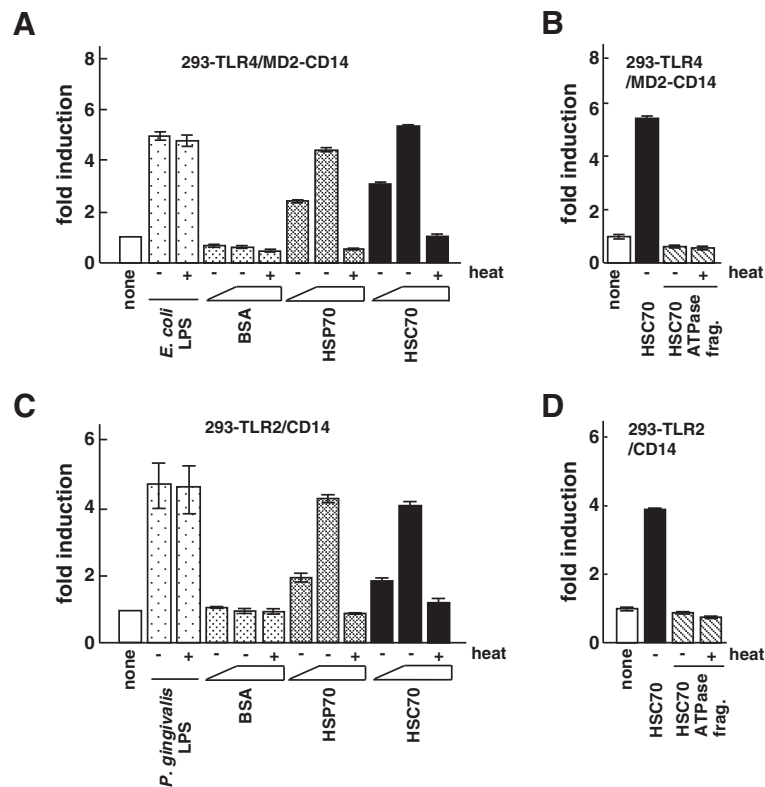 A
293-TLR4/MD2-CD14
fold induction
8
6
4
2
0
none
- + - - + - - + - - + heat
E. coli
LPS
BSA
HSP70
HSC70
B
293-TLR4
/MD2-CD14
fold induction
8
6
4
2
0
none
- - + heat
HSC70
HSC70
ATPase
frag.
C
293-TLR2/CD14
fold induction
6
4
2
0
none
- + - - + - - + - - + heat
P. gingivalis
LPS
BSA
HSP70
HSC70
D
293-TLR2
/CD14
fold induction
6
4
2
0
none
- - + heat
HSC70
HSC70
ATPase
frag.